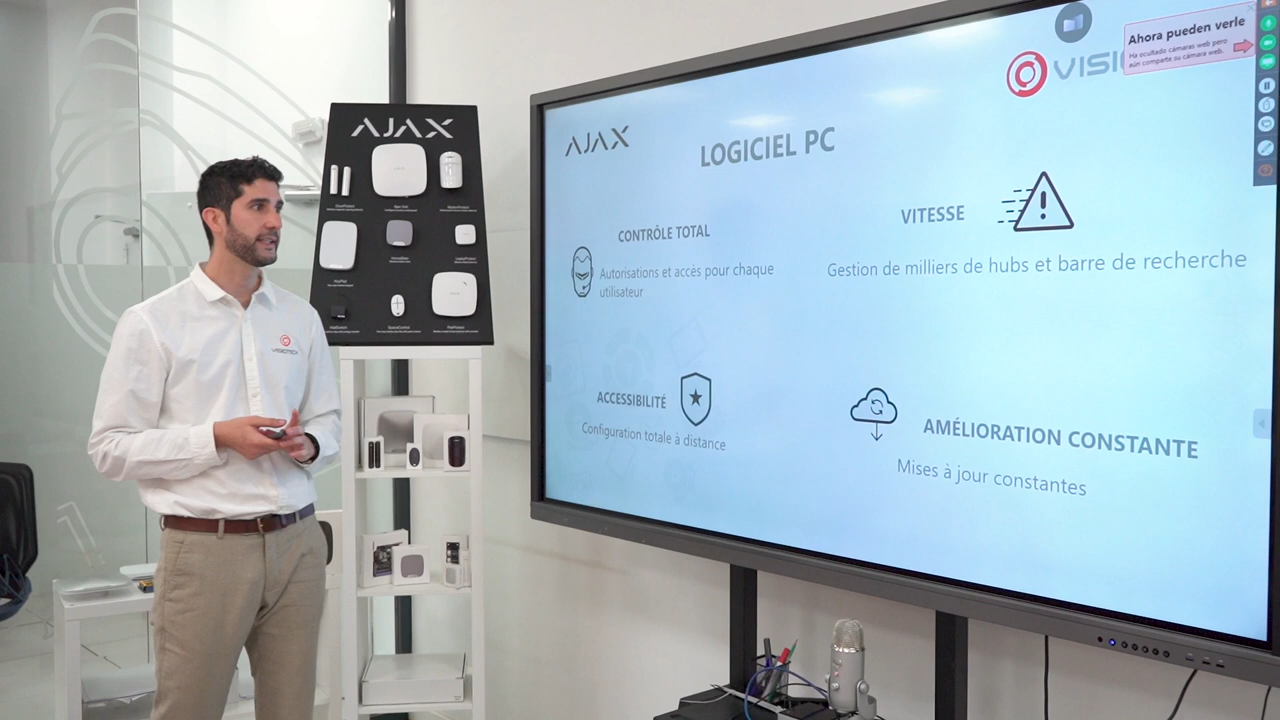 AJAX
VISIOTECH
AJAX
LOGICIEL PC
VISI
Ahora pueden verle
Ha ocultado cámaras web pero
aún comparte su cámara web.
CONTRÔLE TOTAL
Autorisations et accès pour chaque
utilisateur
VITESSE
Gestion de milliers de hubs et barre de recherche
ACCESSIBILITÉ
Configuration totale à distance
AMÉLIORATION CONSTANTE
Mises à jour constantes